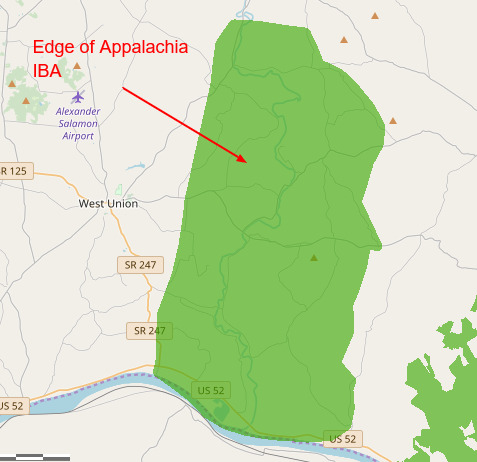 Edge of Appalachia
IBA
Alexander
Salamon
Airport
R 125
West Union
SR 247
SR 247
US 52
US 52
US 52